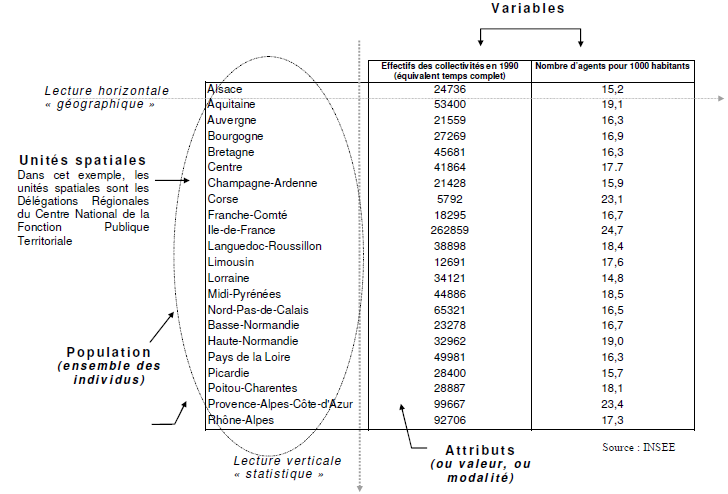 Variables
Effectifs des collectivités en 1990 Nombre d'agents pour 1000 habitants
(équivalent temps complet)
Lecture horizontale
« géographique »
Alsace 24736 15,2
Aquitaine 53400 19,1
Auvergne 21559 16,3
Bourgogne 27269 16,9
Bretagne 45681 16,3
Centre 41864 17.7
Champagne-Ardenne 21428 15,9
Corse 5792 23,1
Franche-Comté 18295 16,7
Ile-de-France 262859 24,7
Languedoc-Roussillon 38898 18,4
Limousin 12691 17,6
Lorraine 34121 14,8
Midi-Pyrénées 44886 18,5
Nord-Pas-de-Calais 65321 16,5
Basse-Normandie 23278 16,7
Haute-Normandie 32962 19,0
Pays de la Loire 49981 16,3
Picardie 28400 15,7
Poitou-Charentes 28887 18,1
Provence-Alpes-Côte-d'Azur 99667 23,4
Rhône-Alpes 92706 17,3
Unités spatiales
Dans cet exemple, les
unités spatiales sont les
Délégations Régionales
du Centre National de la
Fonction Publique
Territoriale
Population
(ensemble des
individus)
Lecture verticale
« statistique »
Attributs
(ou valeur, ou
modalité)
Source : INSEE